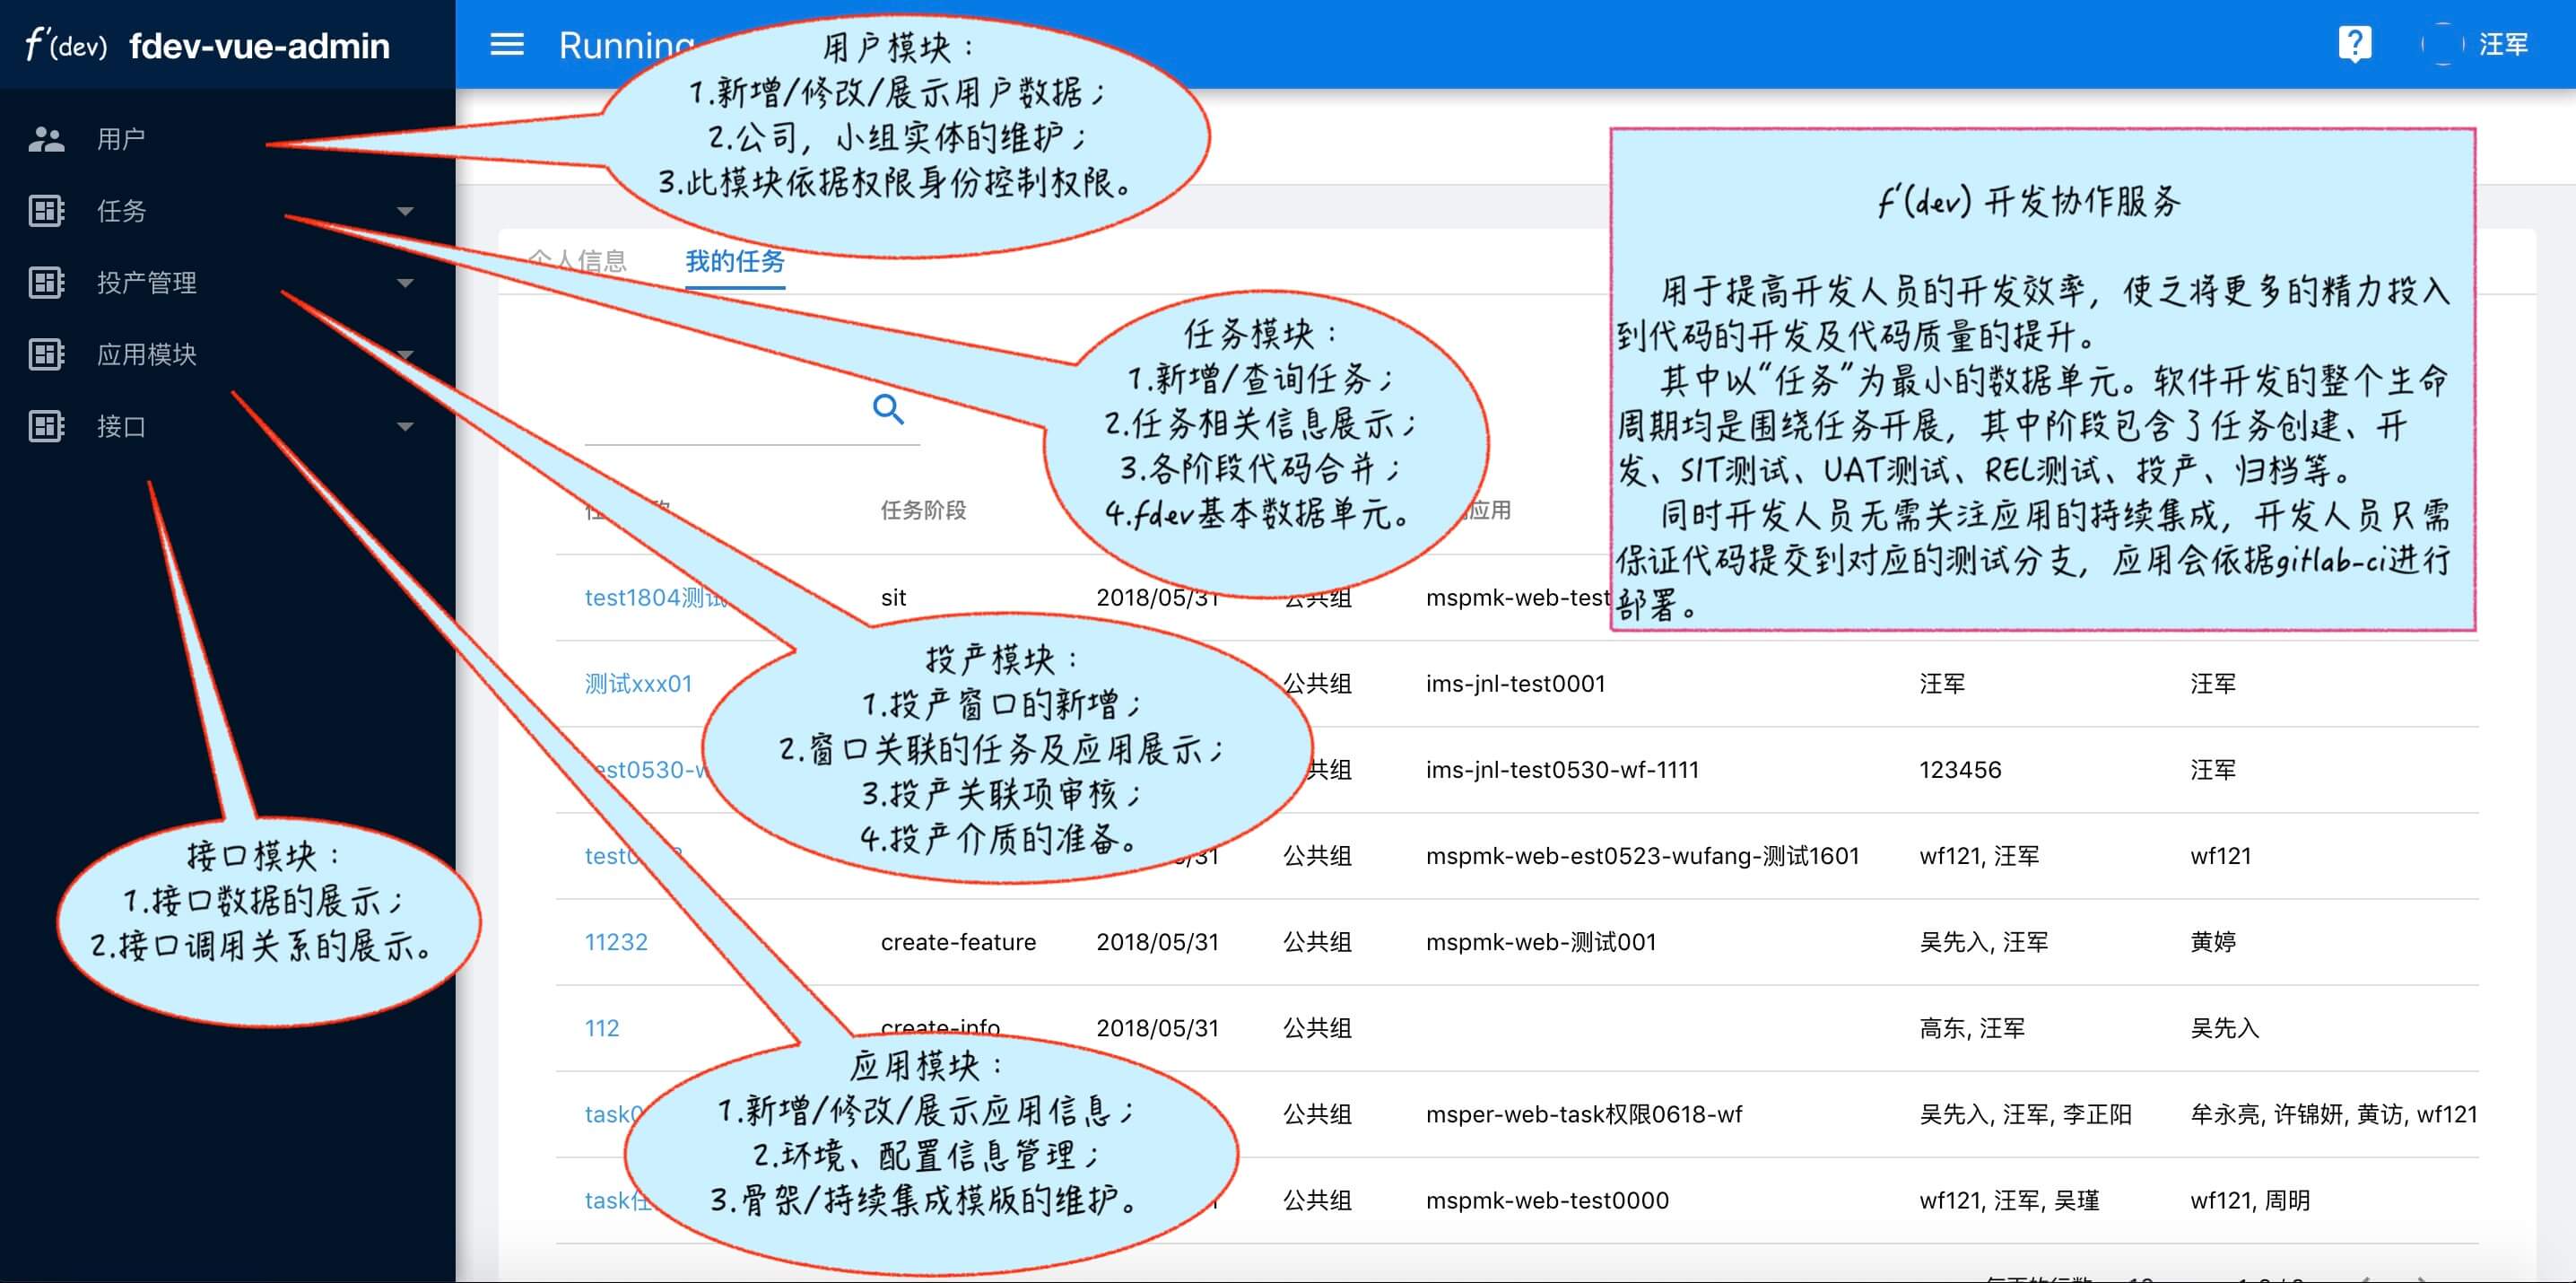 f′(dev) fdev-vue-admin
Running
汪军
用户
任务
投产管理
应用模块
接口
用户模块：
1.新增/修改/展示用户数据；
2.公司，小组实体的维护；
3.此模块依据权限身份控制权限。
f′(dev) 开发协作服务
用于提高开发人员的开发效率，使之将更多的精力投入
到代码的开发及代码质量的提升。
其中以“任务”为最小的数据单元。软件开发的整个生命
周期均是围绕任务开展，其中阶段包含了任务创建、开
发、SIT测试、UAT测试、REL测试、投产、归档等。
同时开发人员无需关注应用的持续集成，开发人员只需
保证代码提交到对应的测试分支，应用会依据gitlab-ci进行
部署。
个人信息 我的任务
任务模块：
1.新增/查询任务；
2.任务相关信息展示；
3.各阶段代码合并；
4.fdev基本数据单元。
任务阶段 应用
test1804测试 sit 2018/05/31 公共组 mspmk-web-test
测试xxx01 公共组 ims-jnl-test0001 汪军 汪军
est0530-w 共组 ims-jnl-test0530-wf-1111 123456 汪军
公共组 mspmk-web-est0523-wufang-测试1601 wf121, 汪军 wf121
11232 create-feature 2018/05/31 公共组 mspmk-web-测试001 吴先入, 汪军 黄婷
112 create-info 2018/05/31 公共组 高东, 汪军 吴先入
task0 公共组 msper-web-task权限0618-wf 吴先入, 汪军, 李正阳 牟永亮, 许锦妍, 黄访, wf121
task任 公共组 mspmk-web-test0000 wf121, 汪军, 吴瑾 wf121, 周明
投产模块：
1.投产窗口的新增；
2.窗口关联的任务及应用展示；
3.投产关联项审核；
4.投产介质的准备。
接口模块：
1.接口数据的展示；
2.接口调用关系的展示。
应用模块：
1.新增/修改/展示应用信息；
2.环境、配置信息管理；
3.骨架/持续集成模版的维护。